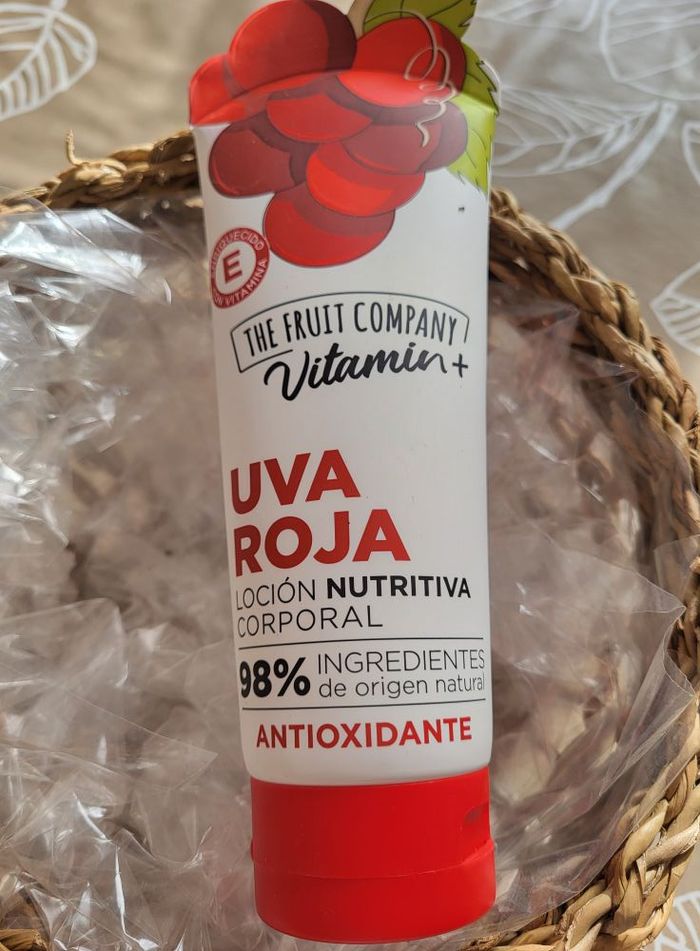 ENRIQUECIDO
E
CON VITAMINA
THE FRUIT COMPANY
Vitamin+
UVA
ROJA
LOCIÓN NUTRITIVA
CORPORAL
98% INGREDIENTES
de origen natural
ANTIOXIDANTE